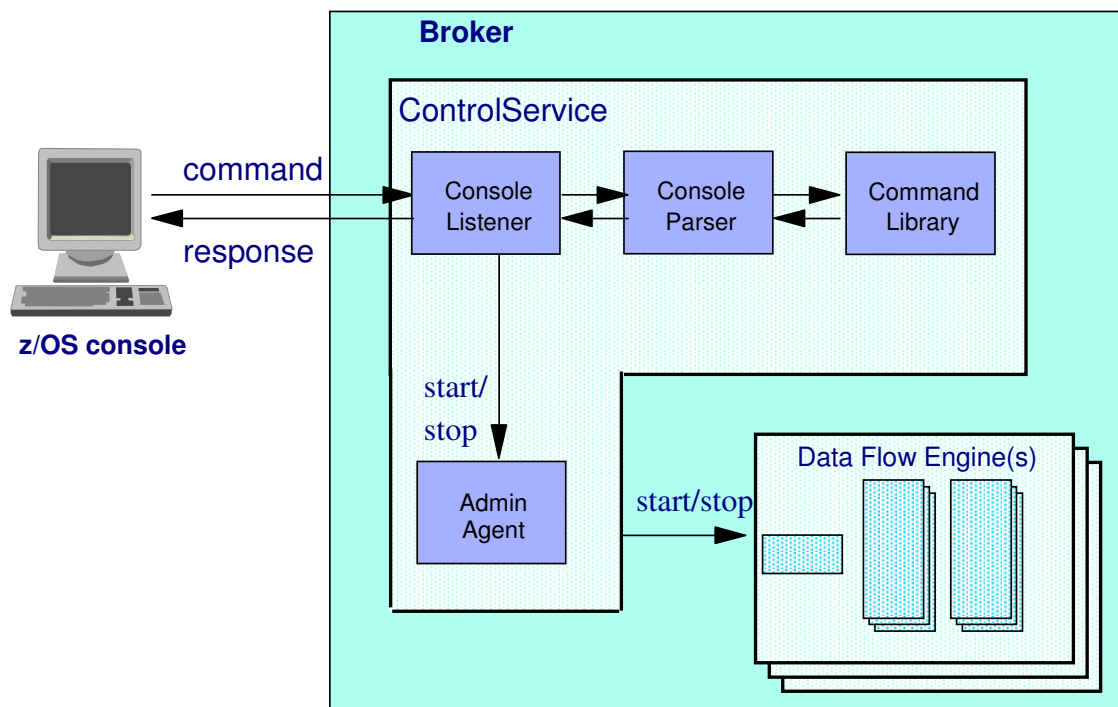 Broker
ControlService
command
response
z/OS console
Console
Listener
Console
Parser
Command
Library
start/
stop
Admin
Agent
start/stop
Data Flow Engine(s)